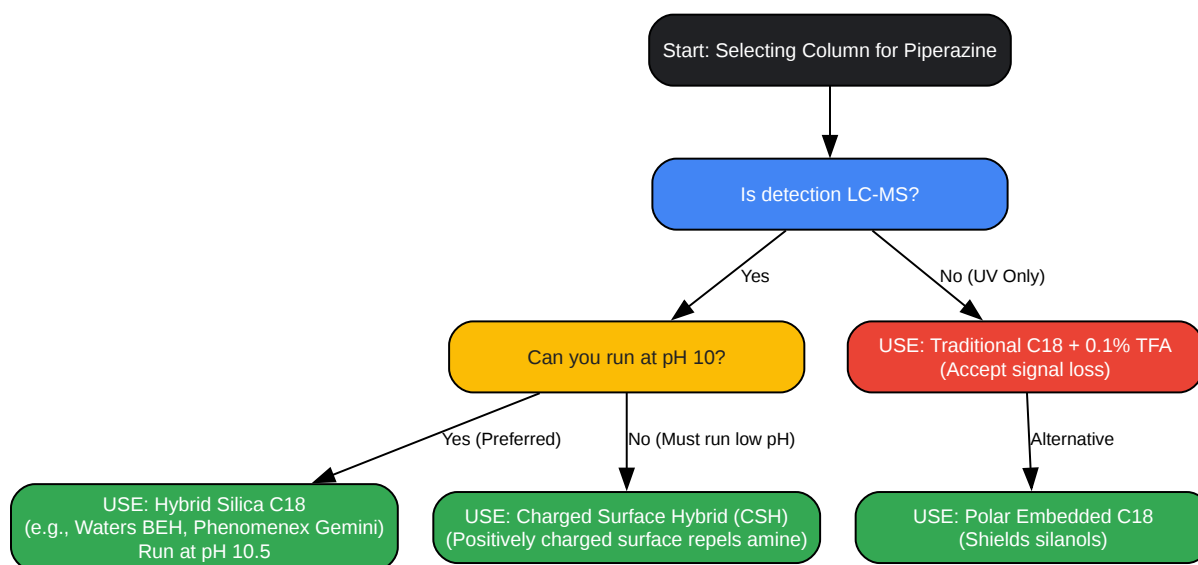 Start: Selecting Column for Piperazine
Is detection LC-MS?
Yes
No (UV Only)
Can you run at pH 10?
USE: Traditional C18 + 0.1% TFA
(Accept signal loss)
Yes (Preferred)
No (Must run low pH)
Alternative
USE: Hybrid Silica C18
(e.g., Waters BEH, Phenomenex Gemini)
Run at pH 10.5
USE: Charged Surface Hybrid (CSH)
(Positively charged surface repels amine)
USE: Polar Embedded C18
(Shields silanols)